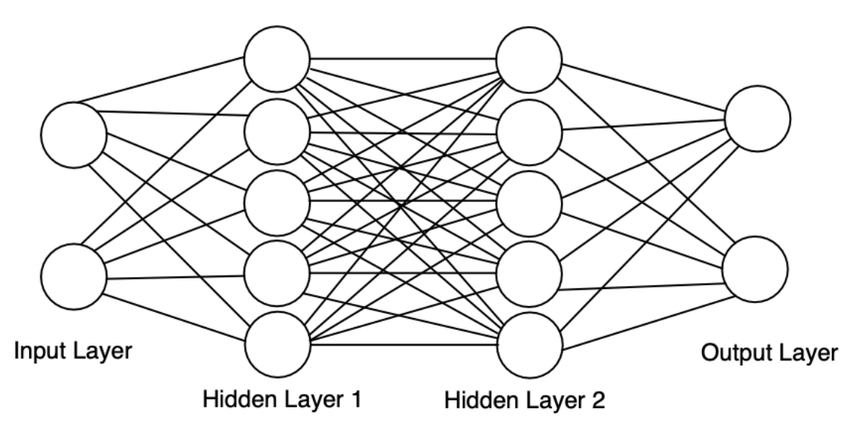 Input Layer
Output Layer
Hidden Layer 1
Hidden Layer 2